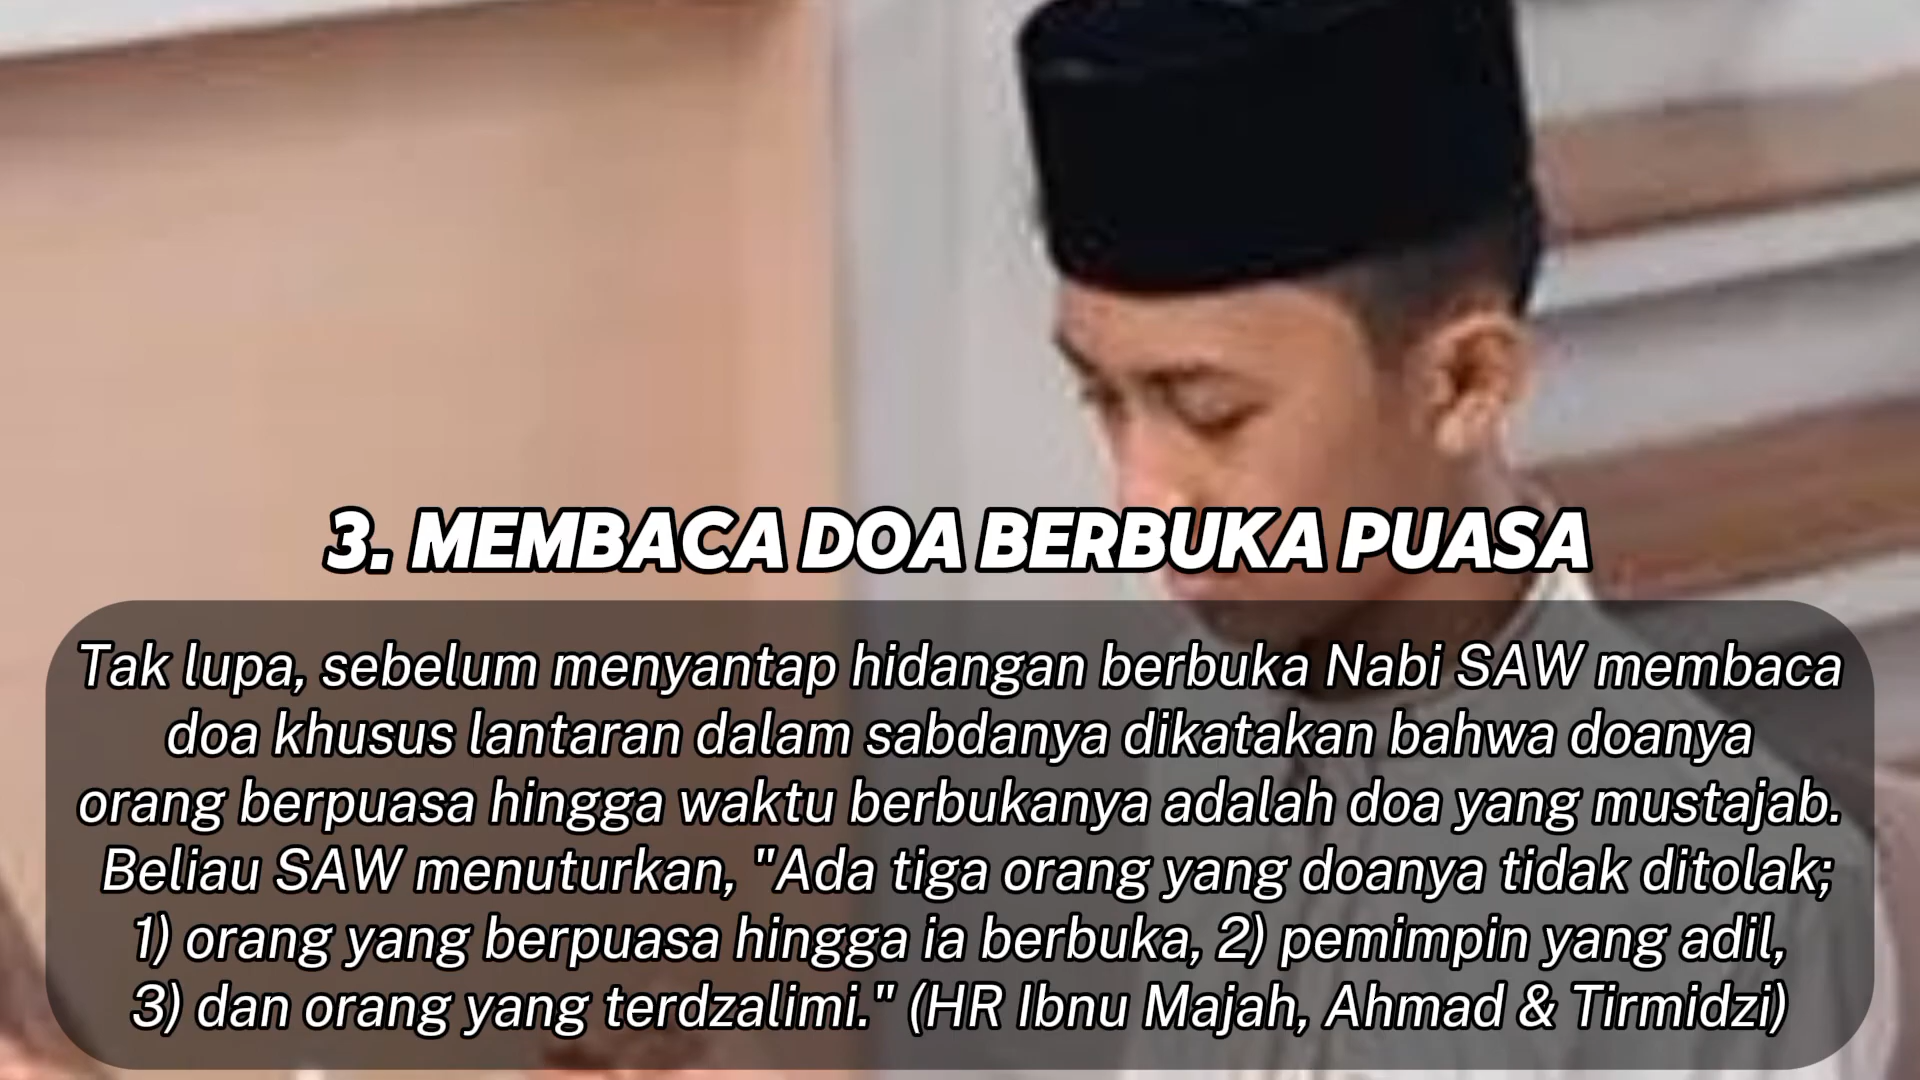 3. MEMBACA DOA BERBUKA PUASA
Tak lupa, sebelum menyantap hidangan berbuka Nabi SAW membaca
doa khusus lantaran dalam sabdanya dikatakan bahwa doanya
orang berpuasa hingga waktu berbukanya adalah doa yang mustajab.
Beliau SAW menuturkan, "Ada tiga orang yang doanya tidak ditolak;
1) orang yang berpuasa hingga ia berbuka, 2) pemimpin yang adil,
3) dan orang yang terdzalimi." (HR Ibnu Majah, Ahmad & Tirmidzi)